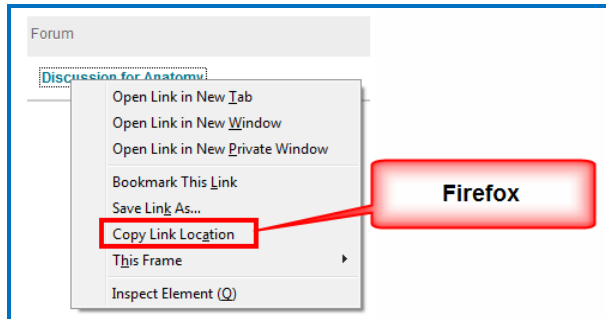 Forum
Discussion for Anatomy
Open Link in New Tab
Open Link in New Window
Open Link in New Private Window
Bookmark This Link
Save Link As...
Copy Link Location
This Frame
Inspect Element (Q)
Firefox